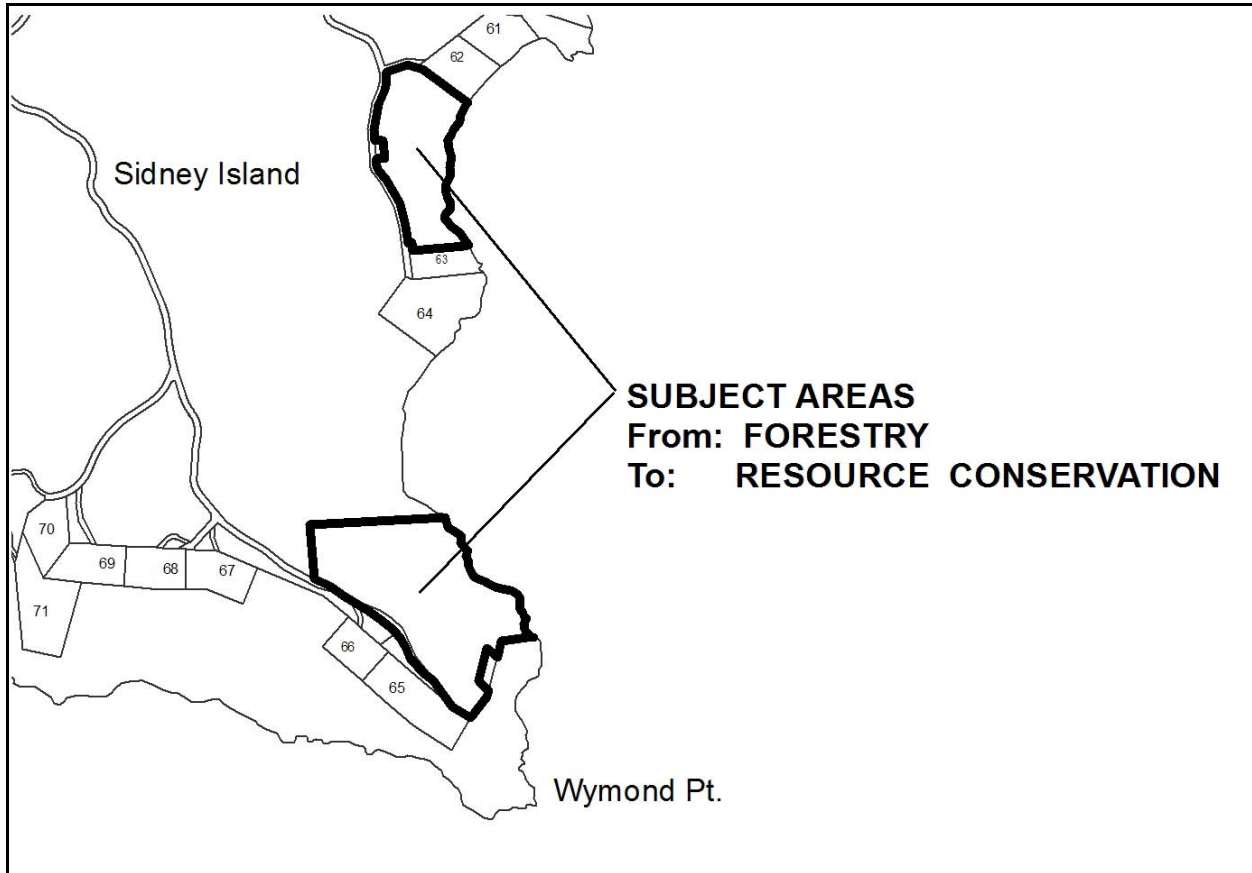 61
62
Sidney Island
63
64
SUBJECT AREAS
From: FORESTRY
To: RESOURCE CONSERVATION
70
69
68
67
71
66
65
Wymond Pt.